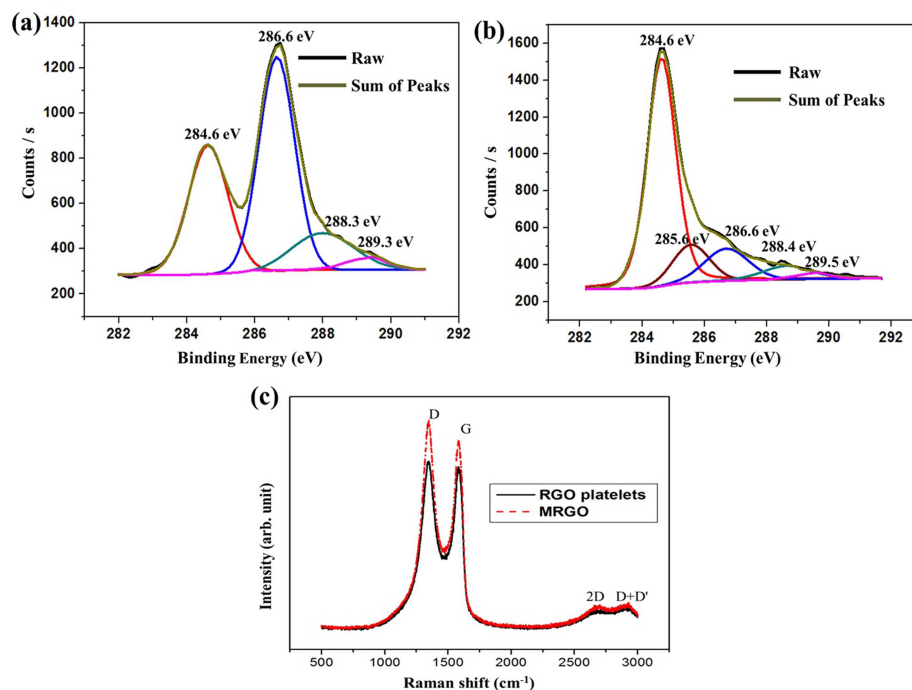 (a)
1400
1200
1000
800
600
400
200
Counts / s
286.6 eV
284.6 eV
288.3 eV
289.3 eV
Raw
Sum of Peaks
282 284 286 288 290 292
Binding Energy (eV)
(b)
1600
1400
1200
1000
800
600
400
200
Counts / s
284.6 eV
285.6 eV
286.6 eV
288.4 eV
289.5 eV
Raw
Sum of Peaks
282 284 286 288 290 292
Binding Energy (eV)
(c)
Intensity (arb. unit)
D
G
2D D+D'
RGO platelets
MRGO
500 1000 1500 2000 2500 3000
Raman shift (cm-1)